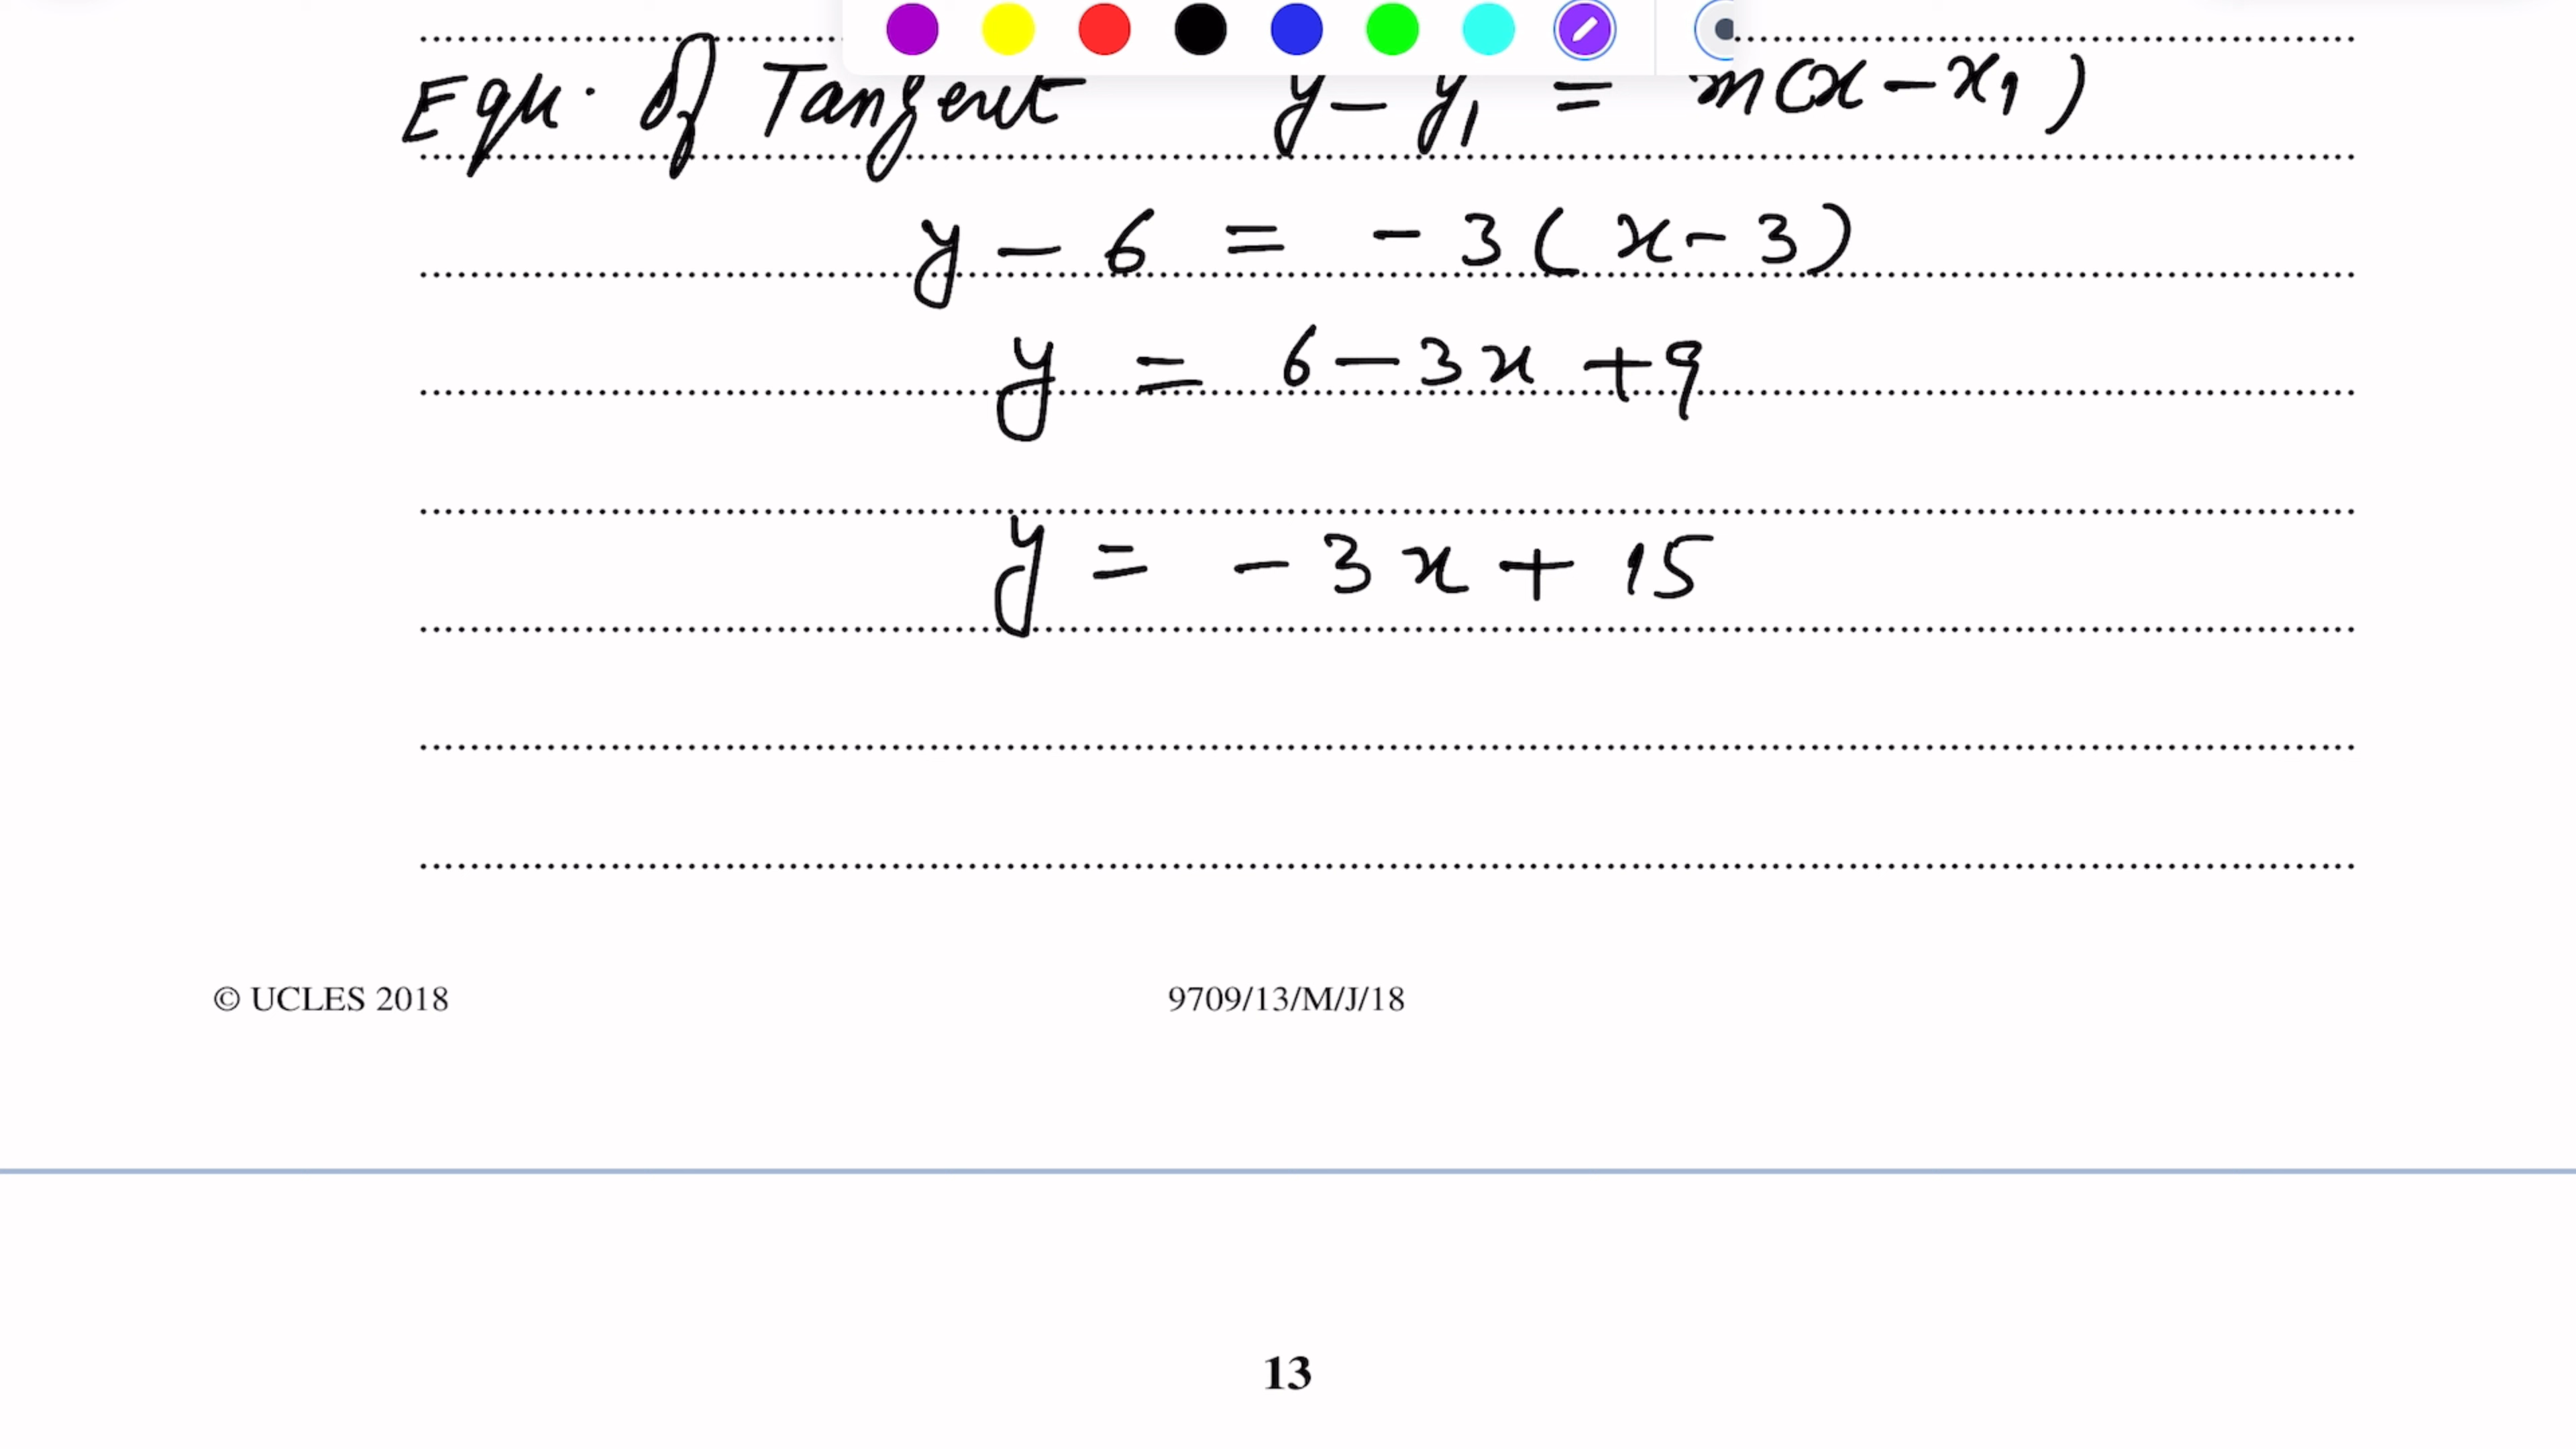 Equ. Of Tangent y - y₁ = m(x - x₁)
y - 6 = - 3 ( x - 3)
y = 6 - 3x + 9
y = - 3x + 15
© UCLES 2018 9709/13/M/J/18
13